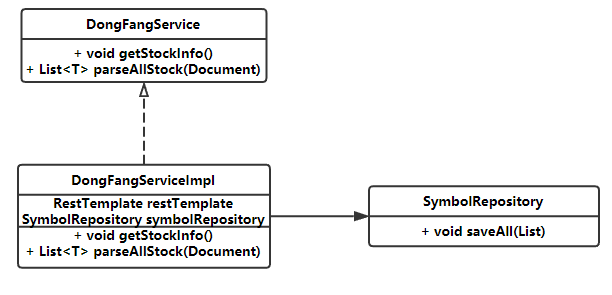 DongFangService
+ void getStockInfo()
+ List<T> parseAllStock(Document)
DongFangServiceImpl
RestTemplate restTemplate
SymbolRepository symbolRepository
+ void getStockInfo()
+ List<T> parseAllStock(Document)
SymbolRepository
+ void saveAll(List)